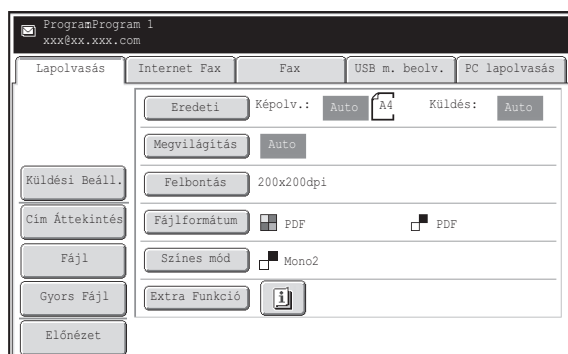 ProgramProgram 1
xxx@xx.xxx.com
Lapolvasás Internet Fax Fax USB m. beolv. PC lapolvasás
Eredeti Képolv.: Auto A4 Küldés: Auto
Megvilágítás Auto
Küldési Beáll. Felbontás 200x200dpi
Cím Áttekintés Fájlformátum PDF PDF
Fájl Színes mód Mono2
Gyors Fájl Extra Funkció
Előnézet